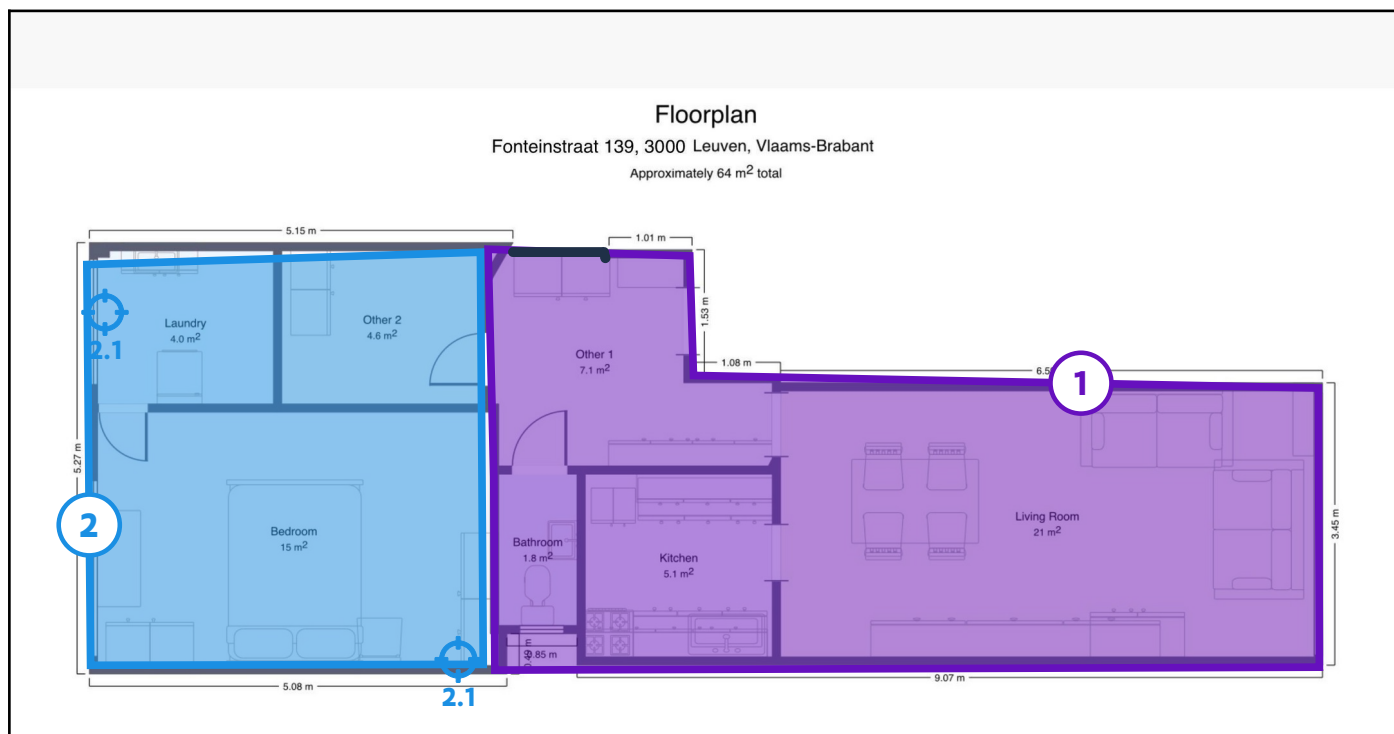 Floorplan
Fonteinstraat 139, 3000 Leuven, Vlaams-Brabant
Approximately 64 m² total
5.15 m
1.01 m
1.53 m
1.08 m
1
Laundry
4.0 m²
2.1
Other 2
4.6 m²
Other 1
7.1 m²
5.27 m
2
Bedroom
15 m²
Bathroom
1.8 m²
Kitchen
5.1 m²
Living Room
21 m²
3.45 m
2.1
5.08 m
9.07 m